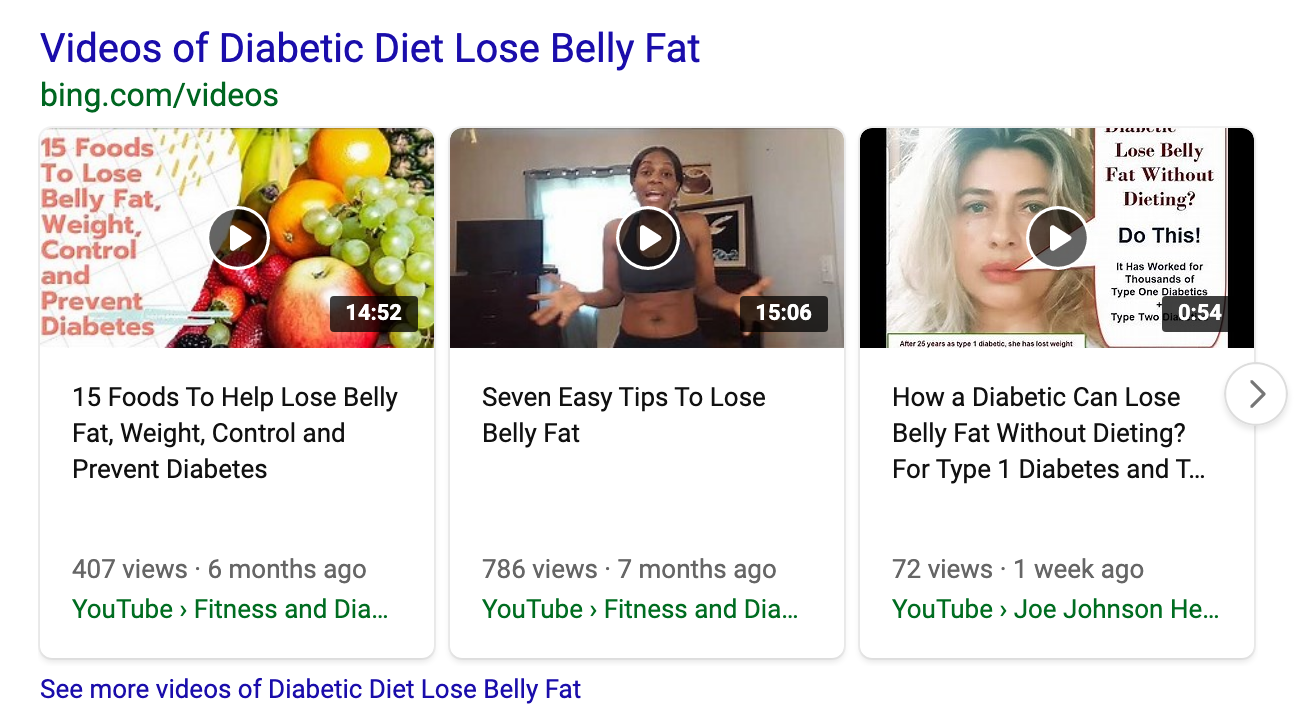 Videos of Diabetic Diet Lose Belly Fat
bing.com/videos
15 Foods
To Lose
Belly Fat,
Weight,
Control
and
Prevent
Diabetes
14:52
15 Foods To Help Lose Belly
Fat, Weight, Control and
Prevent Diabetes
407 views · 6 months ago
YouTube › Fitness and Dia...
15:06
Seven Easy Tips To Lose
Belly Fat
786 views · 7 months ago
YouTube › Fitness and Dia...
Diabetic
Lose Belly
Fat Without
Dieting?
Do This!
It Has Worked for
Thousands of
Type One Diabetics
+
Type Two
0:54
After 25 years as type 1 diabetic, she has lost weight
How a Diabetic Can Lose
Belly Fat Without Dieting?
For Type 1 Diabetes and T...
72 views · 1 week ago
YouTube › Joe Johnson He...
See more videos of Diabetic Diet Lose Belly Fat